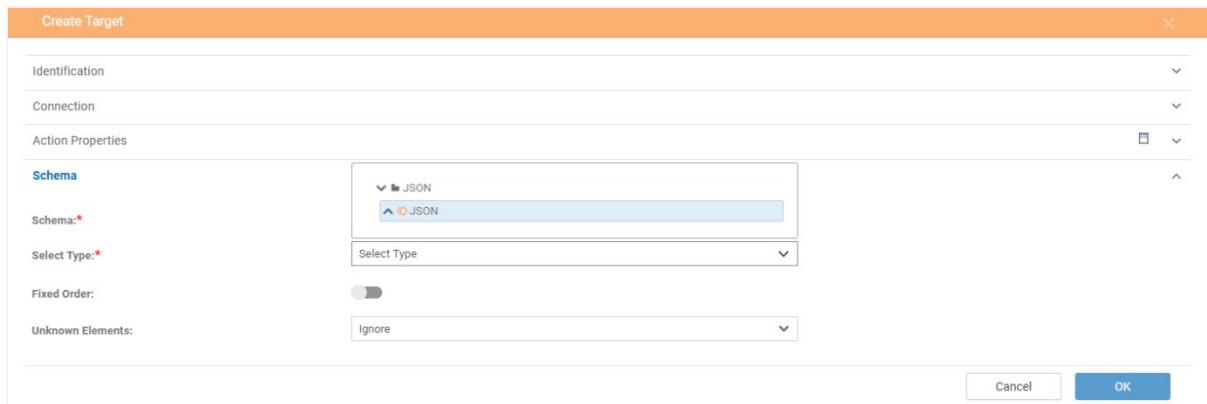 Create Target
Identification
Connection
Action Properties
Schema
JSON
JSON
Schema:*
Select Type:*
Select Type
Fixed Order:
Unknown Elements:
Ignore
Cancel
OK